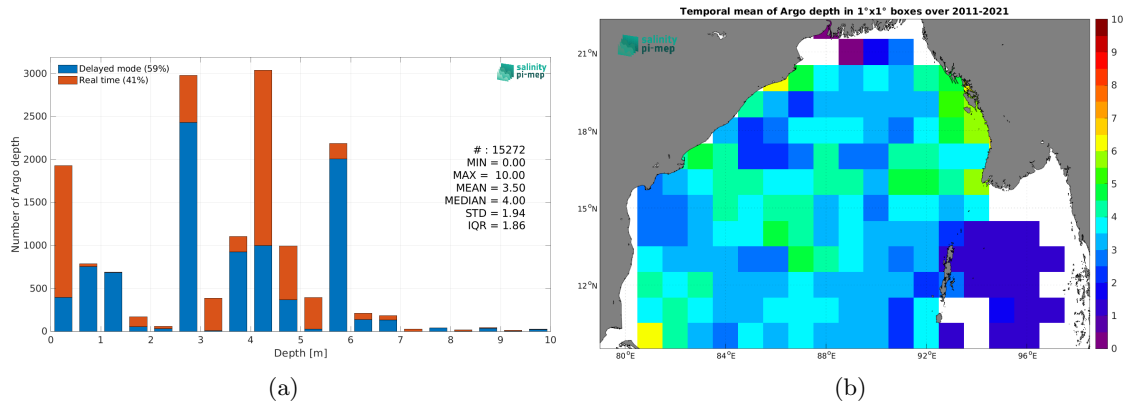 Delayed mode (59%)
Real time (41%)
salinity
pi-mep
Number of Argo depth
3000
2500
2000
1500
1000
500
0
# : 15272
MIN = 0.00
MAX = 10.00
MEAN = 3.50
MEDIAN = 4.00
STD = 1.94
IQR = 1.86
0 1 2 3 4 5 6 7 8 9 10
Depth [m]
(a)
Temporal mean of Argo depth in 1°x1° boxes over 2011-2021
salinity
pi-mep
21°N
18°N
15°N
12°N
80°E 84°E 88°E 92°E 96°E
10
9
8
7
6
5
4
3
2
1
0
(b)